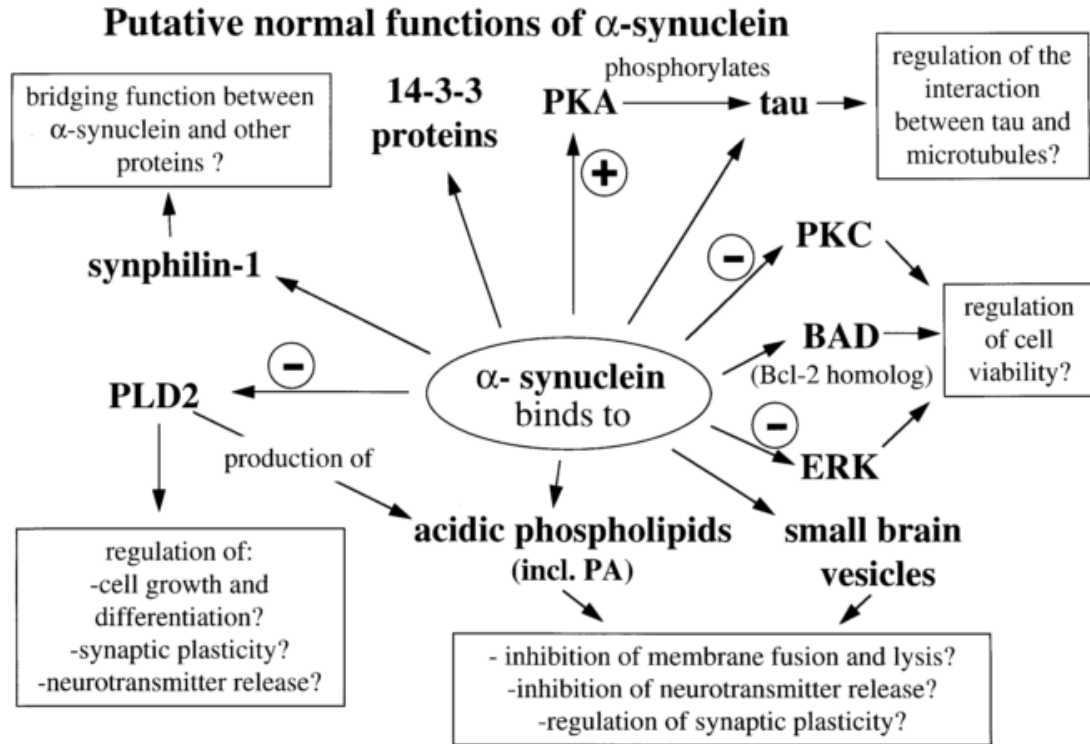 Putative normal functions of α-synuclein
bridging function between
α-synuclein and other
proteins ?
14-3-3
proteins
PKA
phosphorylates
tau
regulation of the
interaction
between tau and
microtubules?
+
synphilin-1
-
PKC
regulation
of cell
viability?
BAD
(Bcl-2 homolog)
-
ERK
α- synuclein
binds to
-
PLD2
production of
acidic phospholipids
(incl. PA)
small brain
vesicles
regulation of:
-cell growth and
differentiation?
-synaptic plasticity?
-neurotransmitter release?
- inhibition of membrane fusion and lysis?
-inhibition of neurotransmitter release?
-regulation of synaptic plasticity?